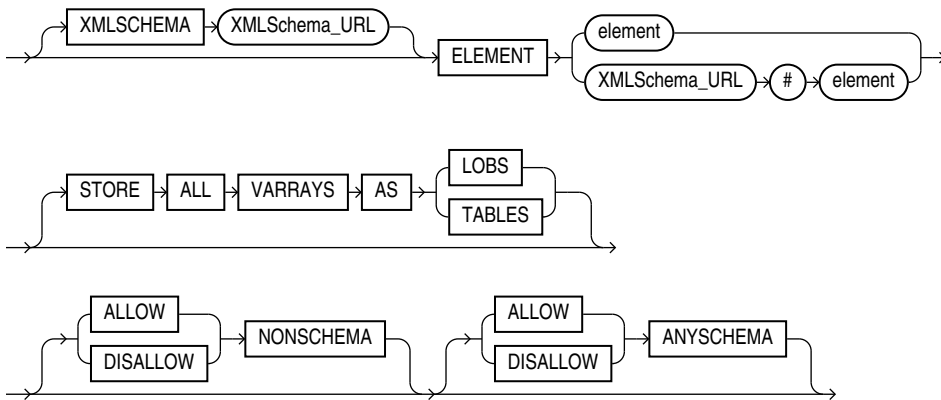 XMLSCHEMA XMLSchema_URL
ELEMENT
element
XMLSchema_URL # element
STORE ALL VARRAYS AS
LOBS
TABLES
ALLOW
DISALLOW
NONSCHEMA
ALLOW
DISALLOW
ANYSCHEMA